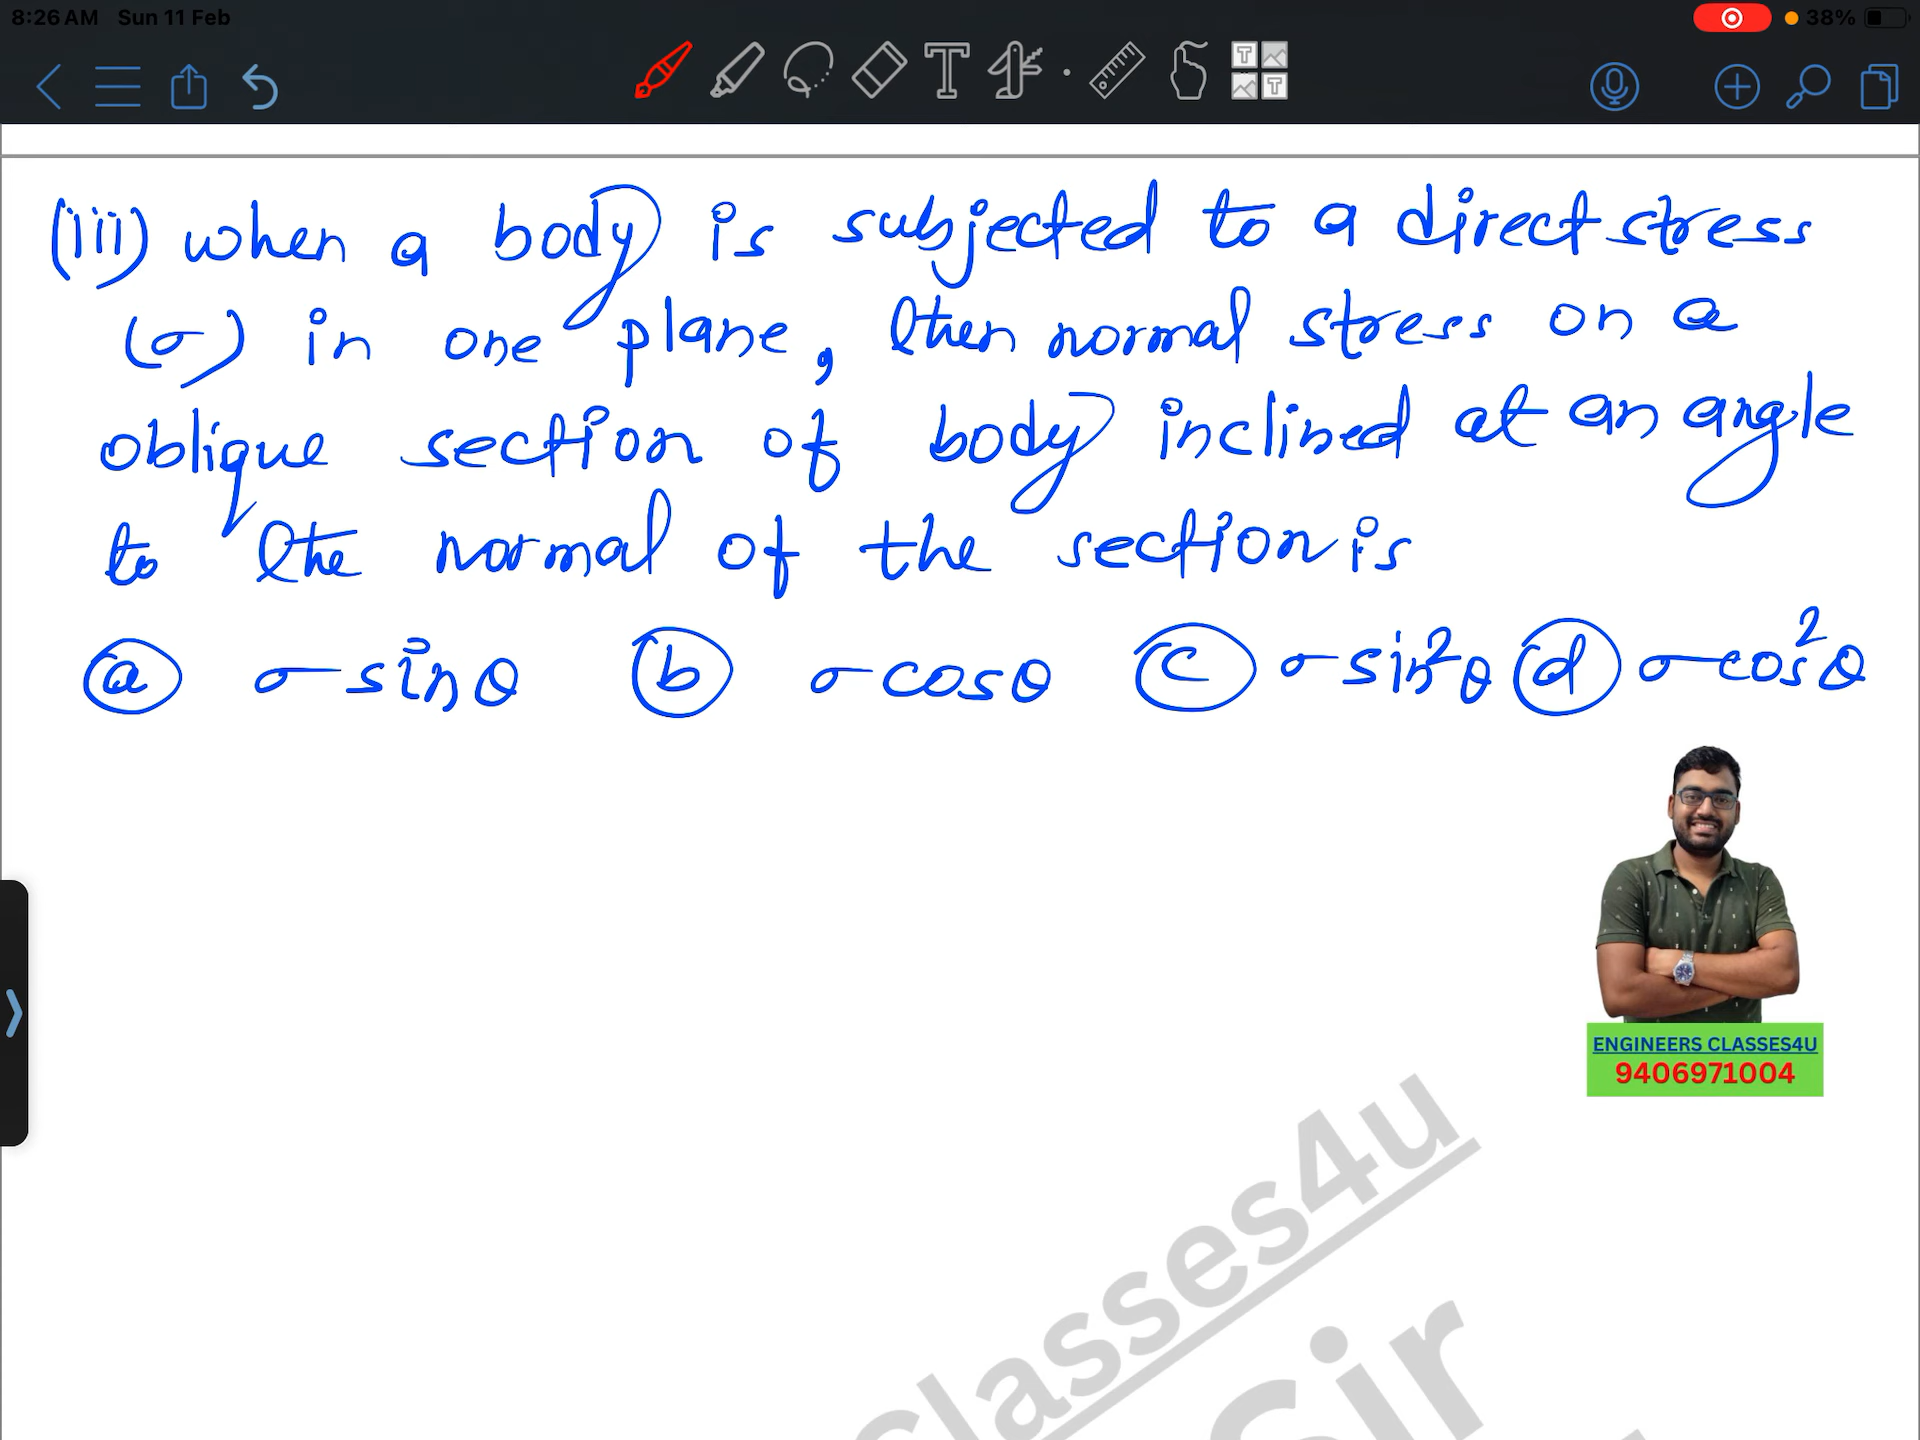 8:26 AM Sun 11 Feb
38%
(iii) when a body is subjected to a direct stress
(σ) in one plane, then normal stress on a
oblique section of body inclined at an angle
to the normal of the section is
(a) σ sinθ (b) σ cosθ (c) σ sin²θ (d) σ cos²θ
ENGINEERS CLASSES4U
9406971004
Classes4u
Sir